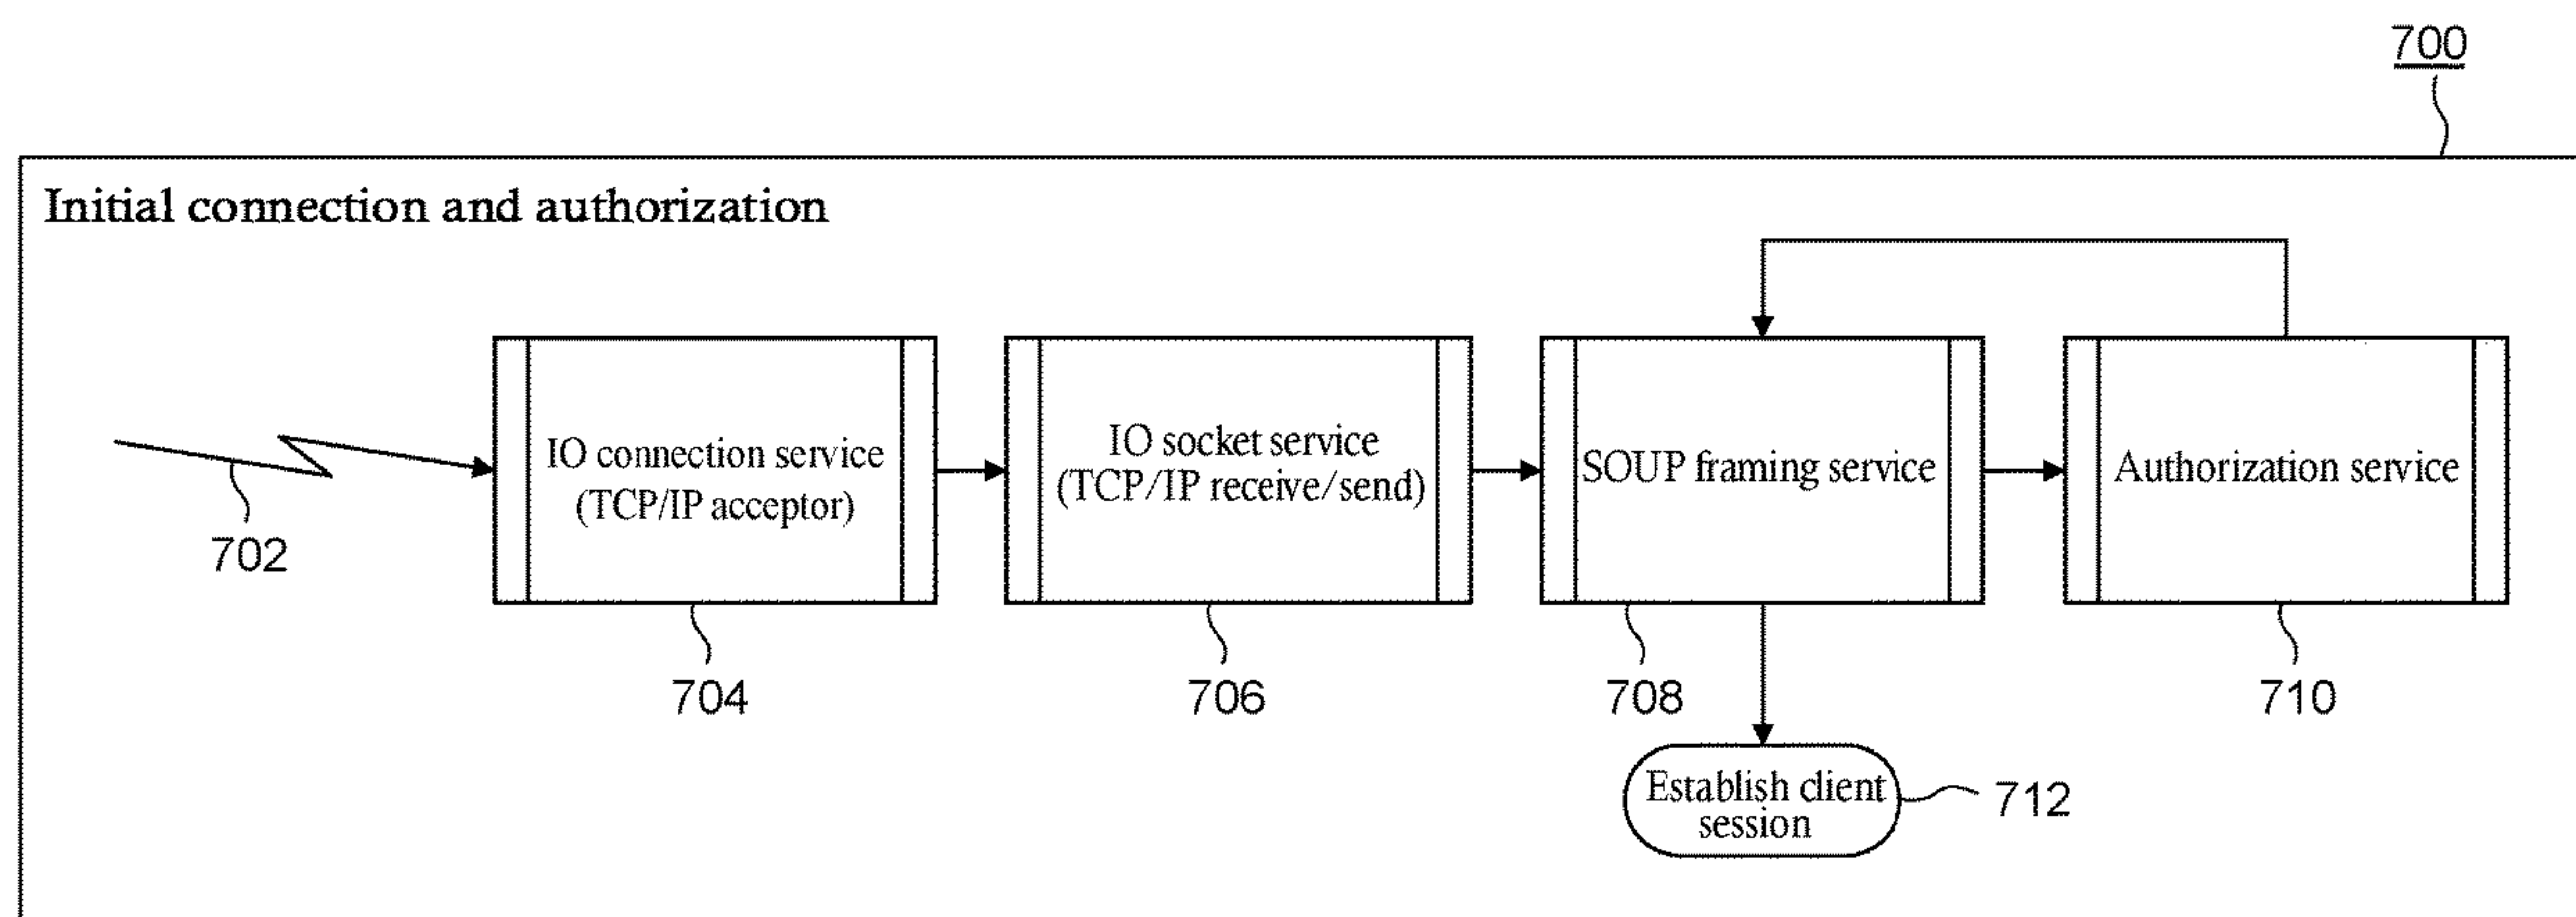 700
Initial connection and authorization
IO connection service
(TCP/IP acceptor)
IO socket service
(TCP/IP receive/send)
SOUP framing service
Authorization service
702
704
706
708
710
Establish client
session
712